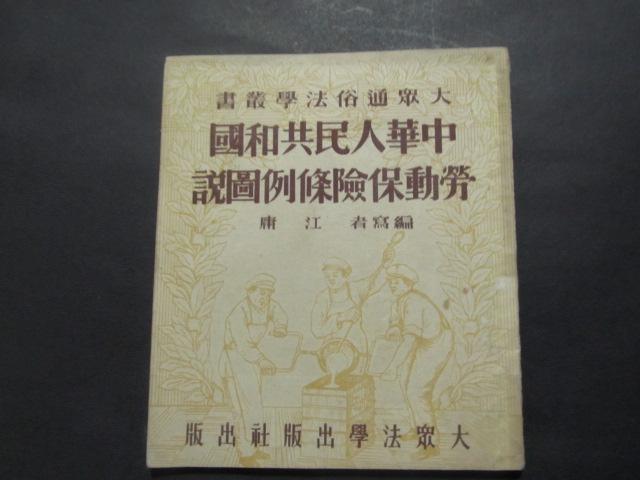 大眾通俗法學叢書
中華人民共和國
勞動保險條例圖説
編寫者 江庸
大眾法學出版社出版